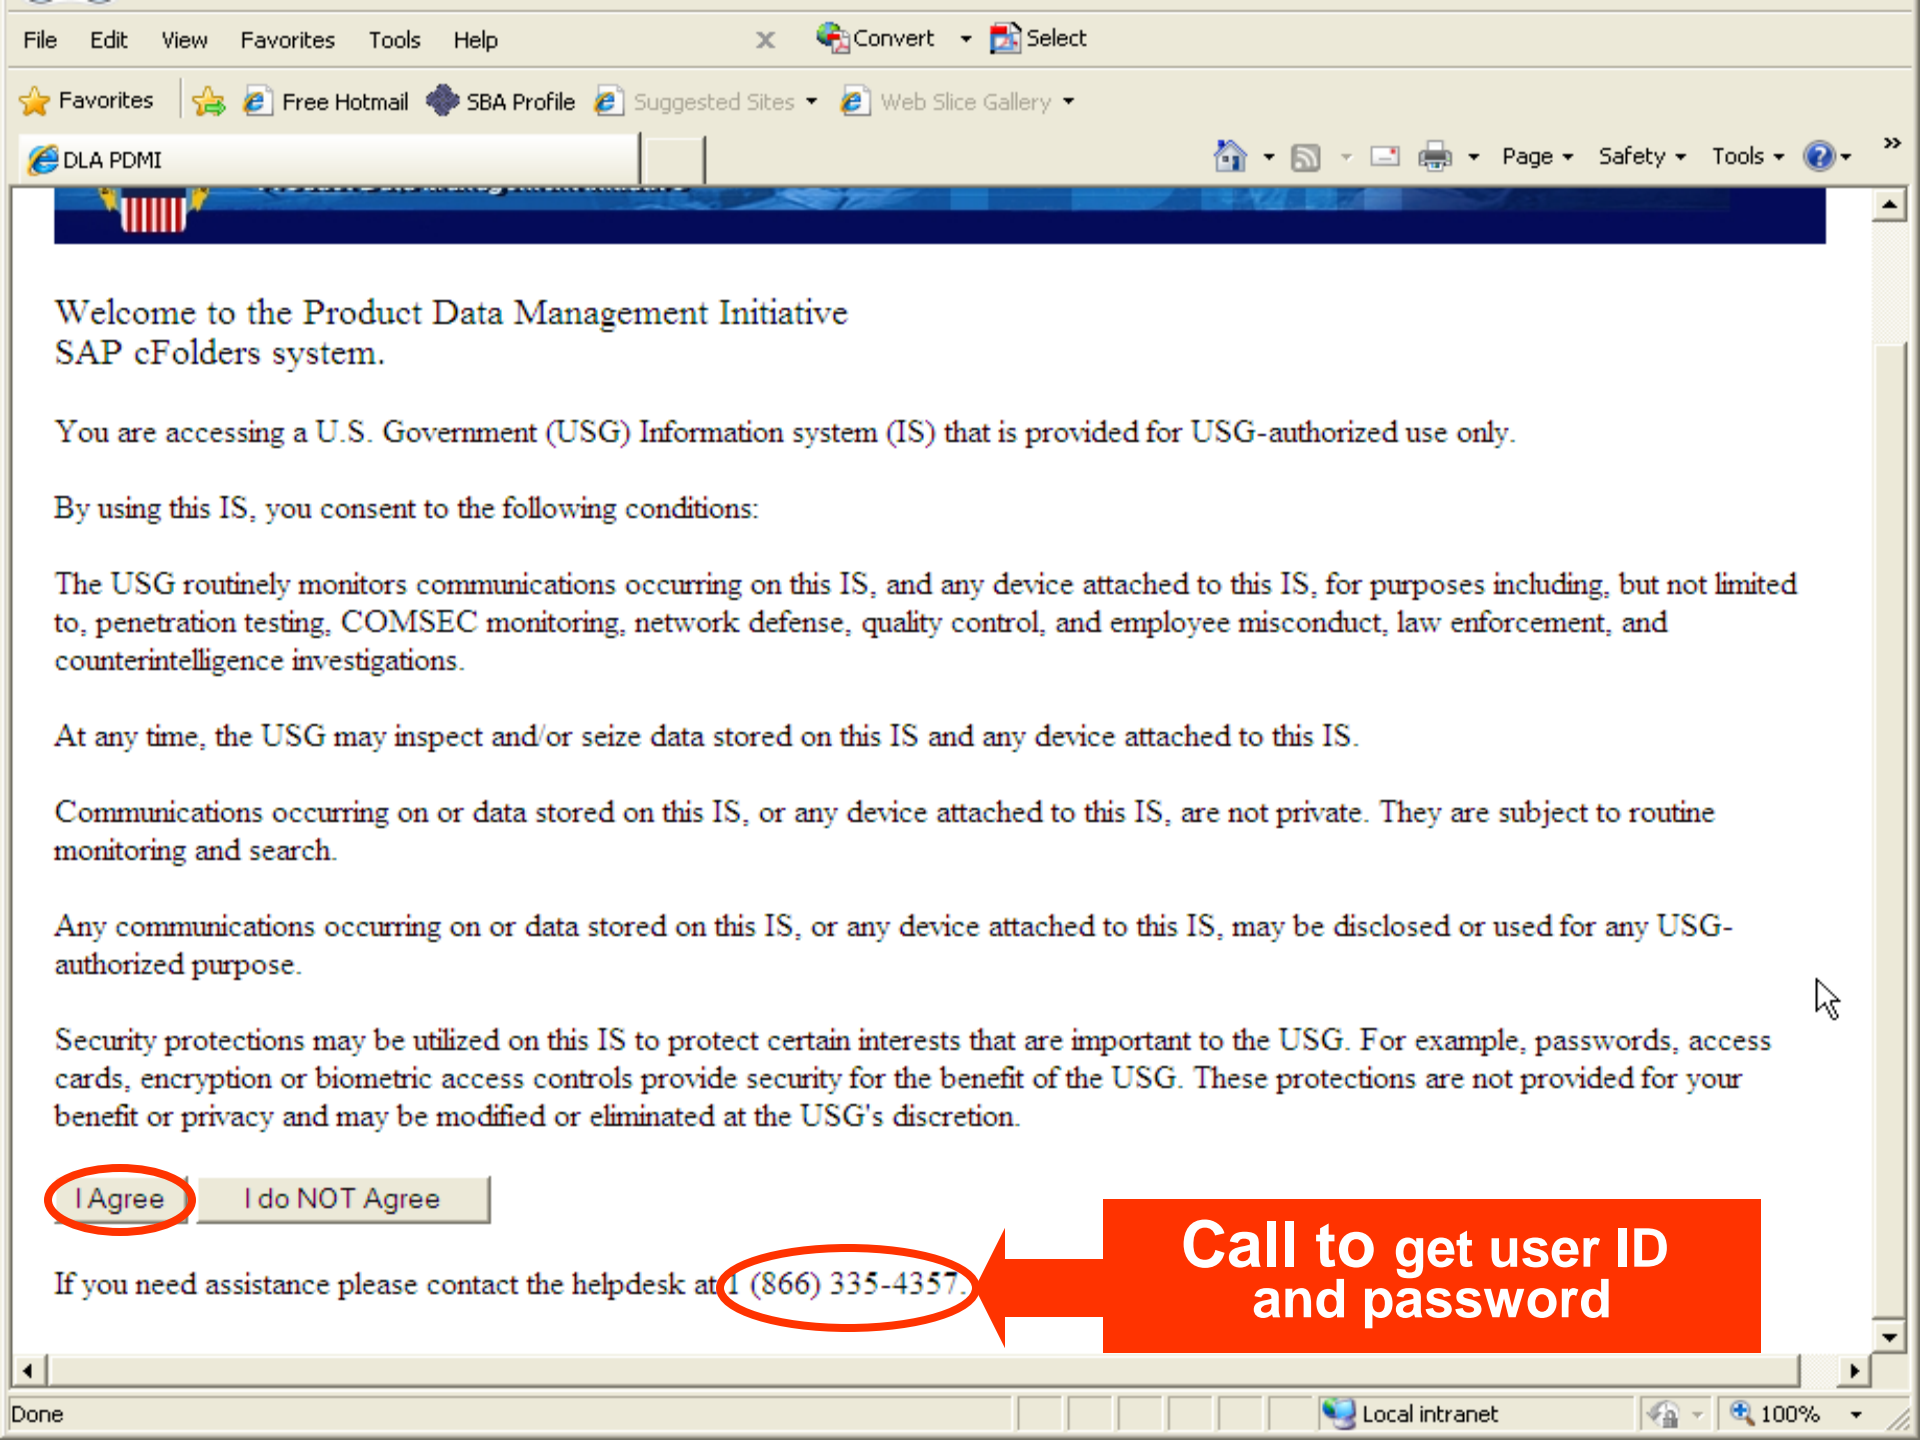 File Edit View Favorites Tools Help x Convert Select
Favorites Free Hotmail SBA Profile Suggested Sites Web Slice Gallery
DLA PDMI Page Safety Tools »
Welcome to the Product Data Management Initiative
SAP cFolders system.
You are accessing a U.S. Government (USG) Information system (IS) that is provided for USG-authorized use only.
By using this IS, you consent to the following conditions:
The USG routinely monitors communications occurring on this IS, and any device attached to this IS, for purposes including, but not limited
to, penetration testing, COMSEC monitoring, network defense, quality control, and employee misconduct, law enforcement, and
counterintelligence investigations.
At any time, the USG may inspect and/or seize data stored on this IS and any device attached to this IS.
Communications occurring on or data stored on this IS, or any device attached to this IS, are not private. They are subject to routine
monitoring and search.
Any communications occurring on or data stored on this IS, or any device attached to this IS, may be disclosed or used for any USG-
authorized purpose.
Security protections may be utilized on this IS to protect certain interests that are important to the USG. For example, passwords, access
cards, encryption or biometric access controls provide security for the benefit of the USG. These protections are not provided for your
benefit or privacy and may be modified or eliminated at the USG's discretion.
I Agree I do NOT Agree
If you need assistance please contact the helpdesk at 1 (866) 335-4357.
Call to get user ID
and password
Done Local intranet 100%